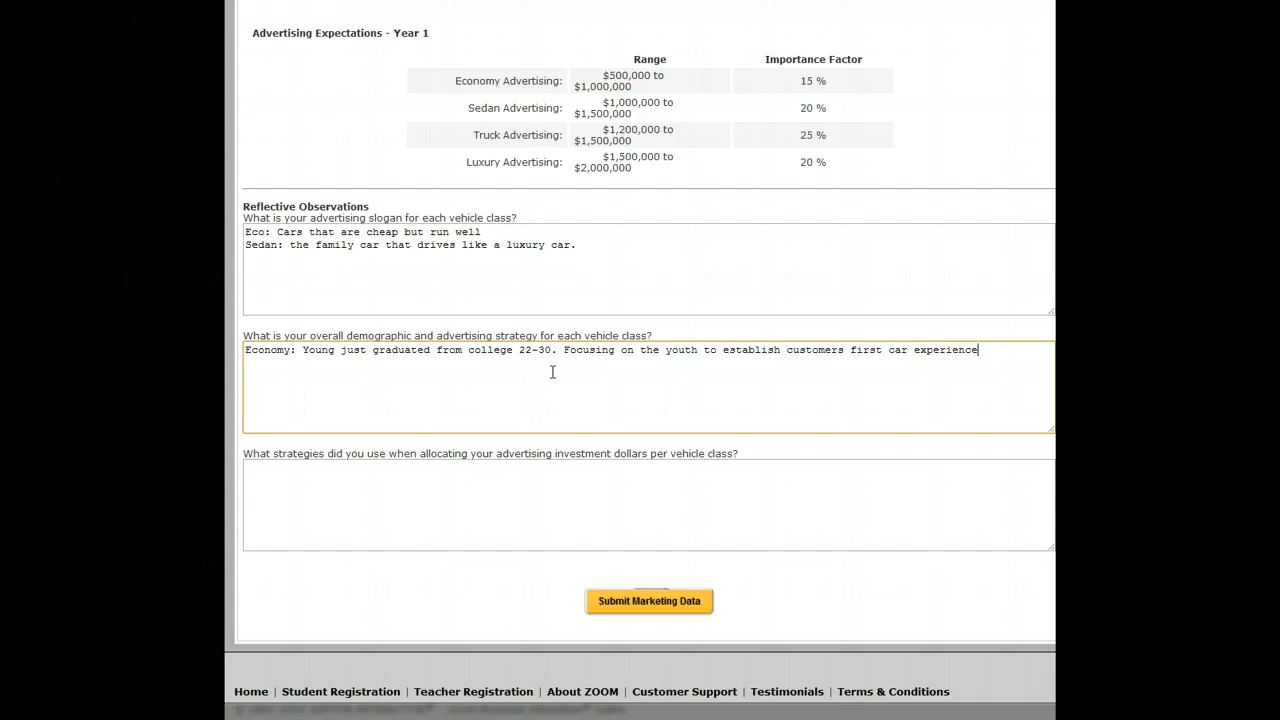 Advertising Expectations - Year 1
Range Importance Factor
Economy Advertising: $500,000 to $1,000,000 15 %
Sedan Advertising: $1,000,000 to $1,500,000 20 %
Truck Advertising: $1,200,000 to $1,500,000 25 %
Luxury Advertising: $1,500,000 to $2,000,000 20 %
Reflective Observations
What is your advertising slogan for each vehicle class?
Eco: Cars that are cheap but run well
Sedan: the family car that drives like a luxury car.
What is your overall demographic and advertising strategy for each vehicle class?
Economy: Young just graduated from college 22-30. Focusing on the youth to establish customers first car experience
What strategies did you use when allocating your advertising investment dollars per vehicle class?
Submit Marketing Data
Home | Student Registration | Teacher Registration | About ZOOM | Customer Support | Testimonials | Terms & Conditions